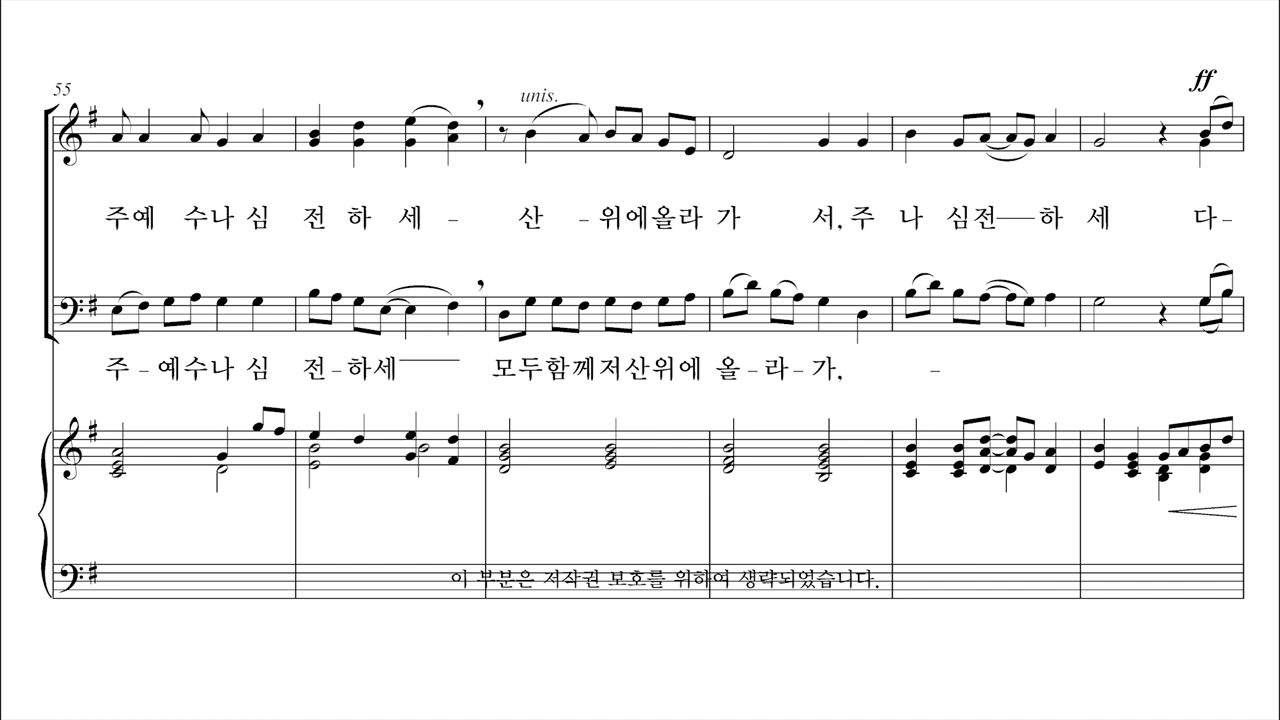 55
unis.
ff
주예 수나 심 전 하 세 – 산 – 위에올라 가 서, 주 나 심전 — 하 세 다 –
주 – 예수나 심 전 – 하세 — 모두함께저산위에 올 – 라 – 가, –
이 부분은 저작권 보호를 위하여 생략되었습니다.